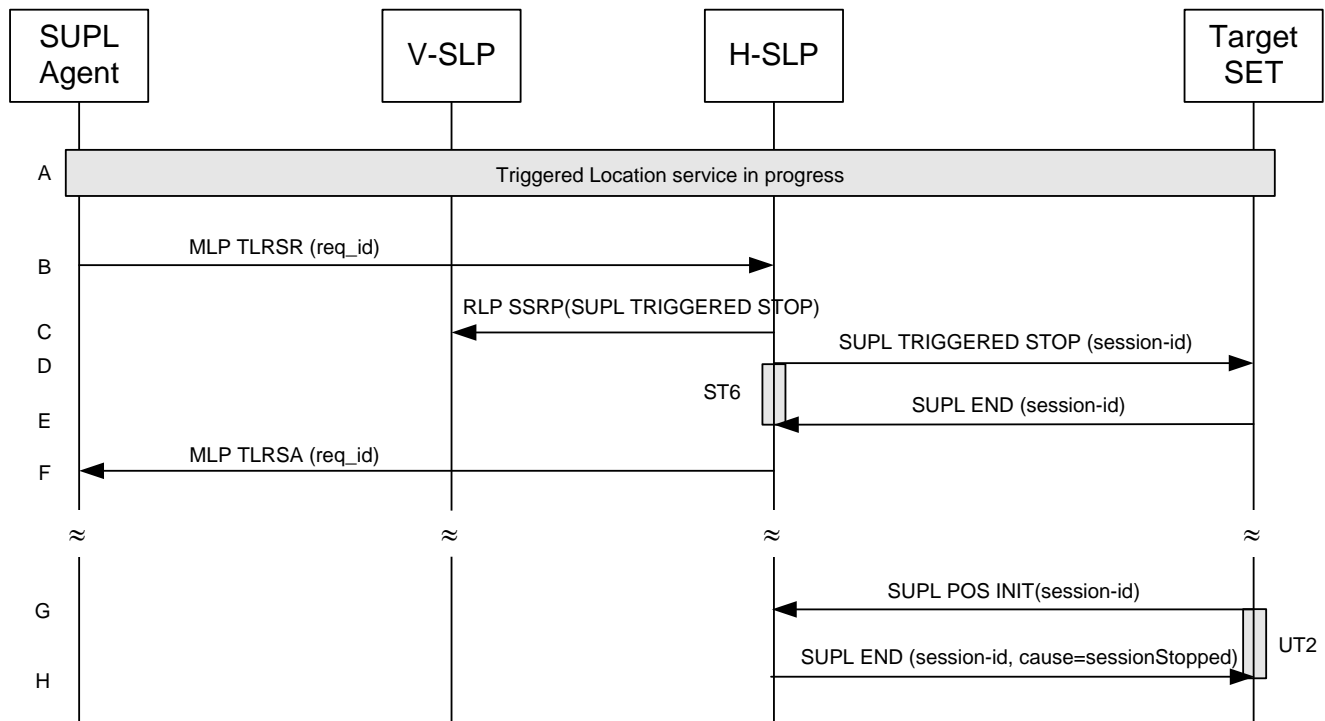 SUPL
Agent
V-SLP
H-SLP
Target
SET
A
Triggered Location service in progress
B
MLP TLRSR (req_id)
C
RLP SSRP(SUPL TRIGGERED STOP)
D
SUPL TRIGGERED STOP (session-id)
ST6
E
SUPL END (session-id)
F
MLP TLRSA (req_id)
≈ ≈ ≈ ≈
G
SUPL POS INIT(session-id)
UT2
H
SUPL END (session-id, cause=sessionStopped)